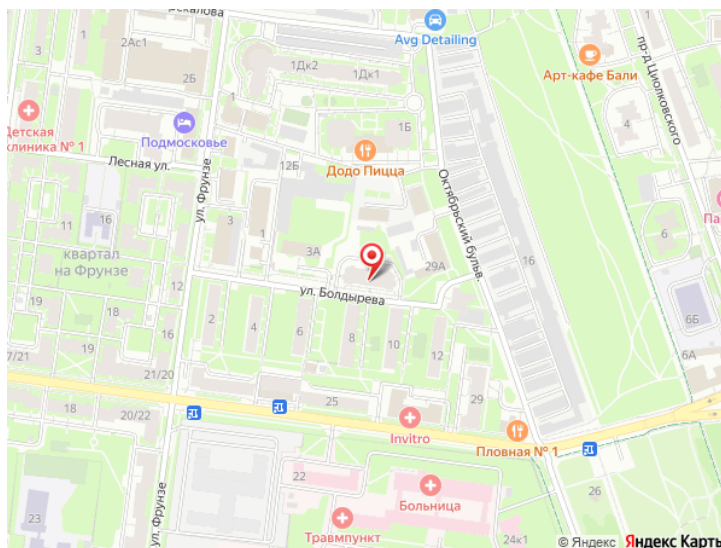 2Ас1
3
2Б
1Дк2
1Дк1
Avg Detailing
Арт-кафе Бали
пр-д Циолковского
4
Детская
клиника № 1
Подмосковье
1
1Б
12Б
Додо Пицца
Лесная ул.
ул. Фрунзе
Октябрьский бульв.
11
16
3
1
3А
29А
16
6
квартал
на Фрунзе
12
ул. Болдырева
14
16
2
4
6
8
10
12
6Б
6А
17/21
19
19
21/20
18
20/22
25
29
Invitro
Пловная № 1
22
Больница
Травмпункт
24к1
26
23
ул. Фрунзе
© Яндекс Яндекс Карты